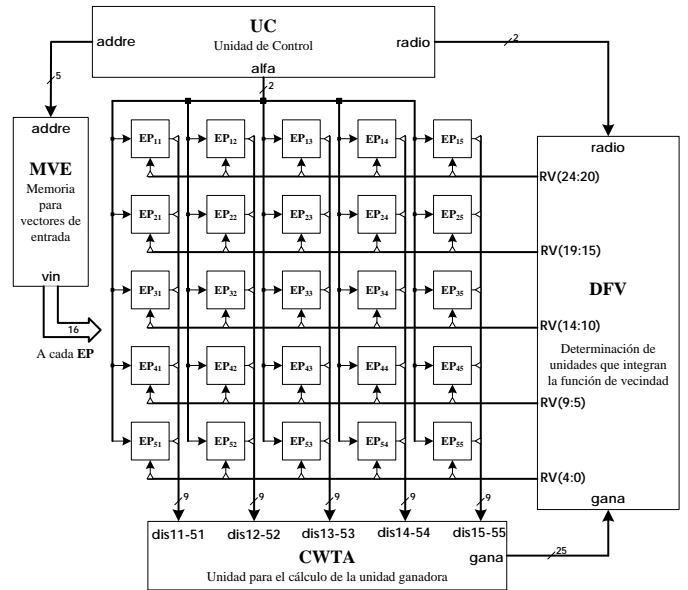 UC
addre
Unidad de Control
radio
alfa
2
5
2
addre
MVE
Memoria
para
vectores de
entrada
vin
16
A cada EP
EP11 EP12 EP13 EP14 EP15
EP21 EP22 EP23 EP24 EP25
EP31 EP32 EP33 EP34 EP35
EP41 EP42 EP43 EP44 EP45
EP51 EP52 EP53 EP54 EP55
radio
RV(24:20)
RV(19:15)
DFV
RV(14:10)
Determinación de
unidades que integran
la función de vecindad
RV(9:5)
RV(4:0)
gana
9 9 9 9 9
dis11-51 dis12-52 dis13-53 dis14-54 dis15-55
CWTA
gana
25
Unidad para el cálculo de la unidad ganadora